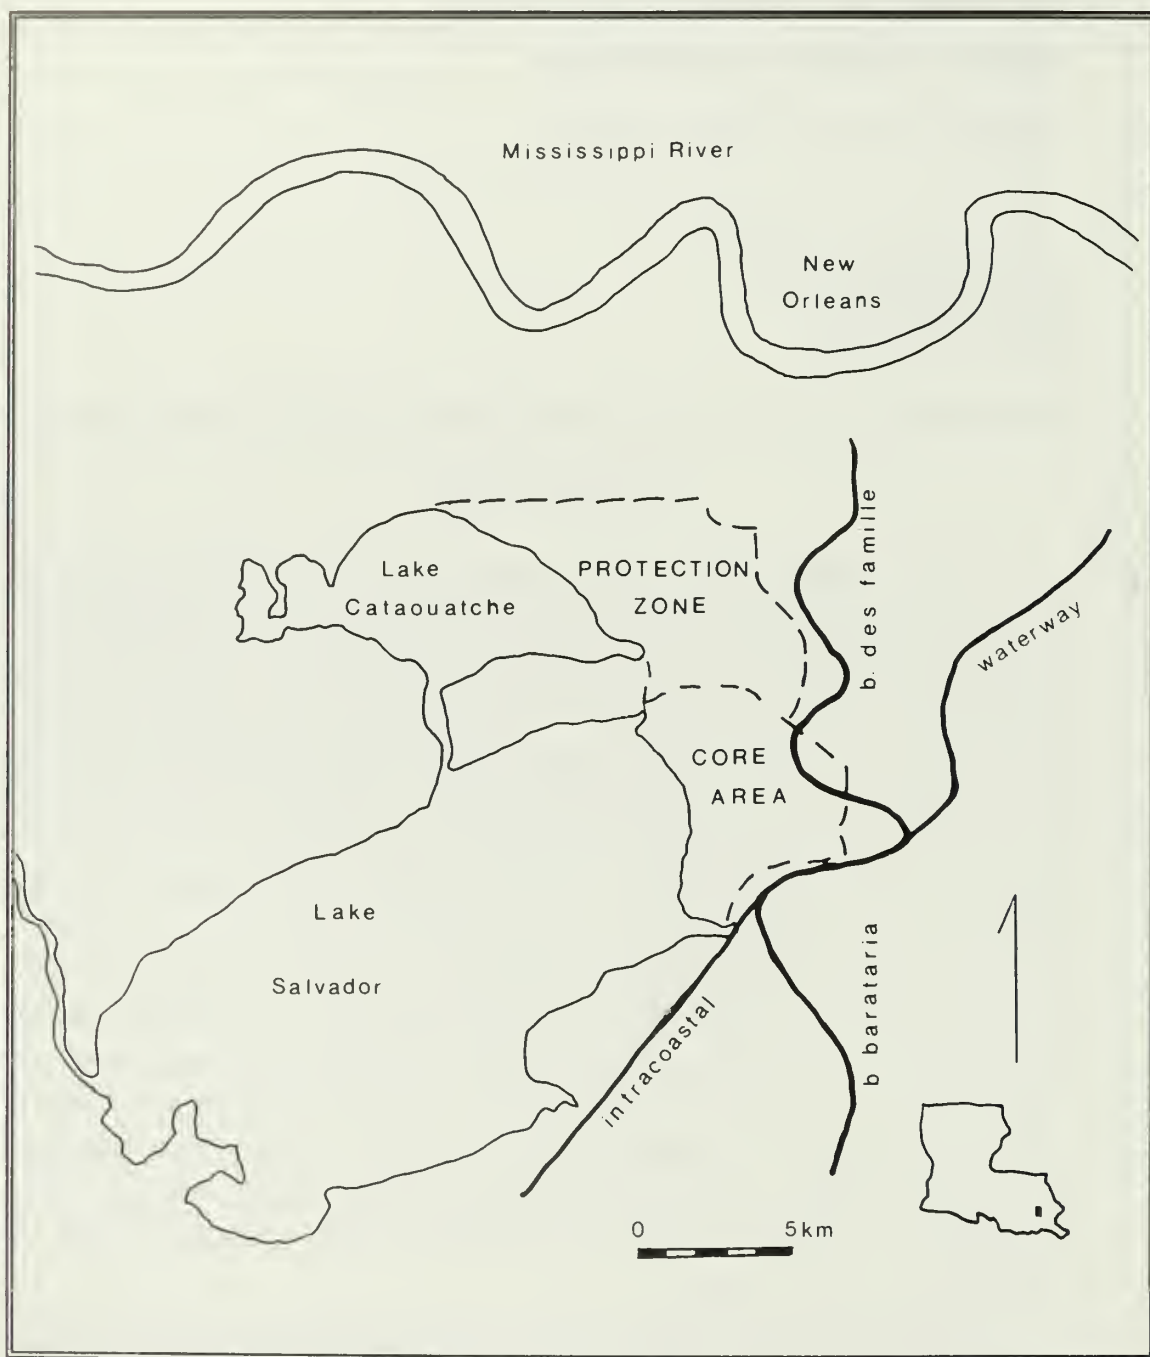 Mississippi River
New
Orleans
Lake
Cataouatche
PROTECTION
ZONE
b. des famille
waterway
CORE
AREA
Lake
Salvador
intracoastal
b barataria
0 5km